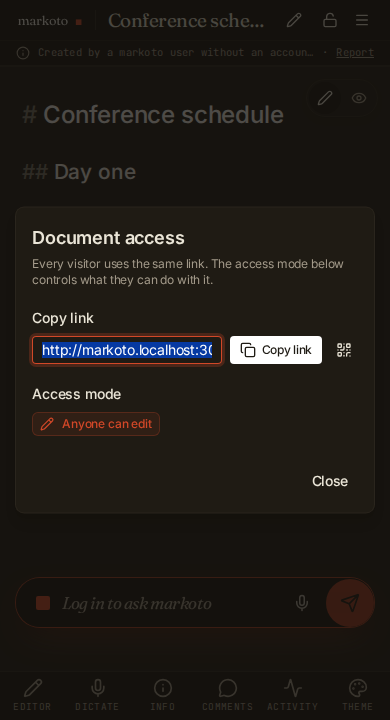 markoto
Conference sche...
Created by a markoto user without an accoun… · Report
# Conference schedule
## Day one
Document access
Every visitor uses the same link. The access mode below
controls what they can do with it.
Copy link
http://markoto.localhost:30
Copy link
Access mode
Anyone can edit
Close
Log in to ask markoto
EDITOR
DICTATE
INFO
COMMENTS
ACTIVITY
THEME